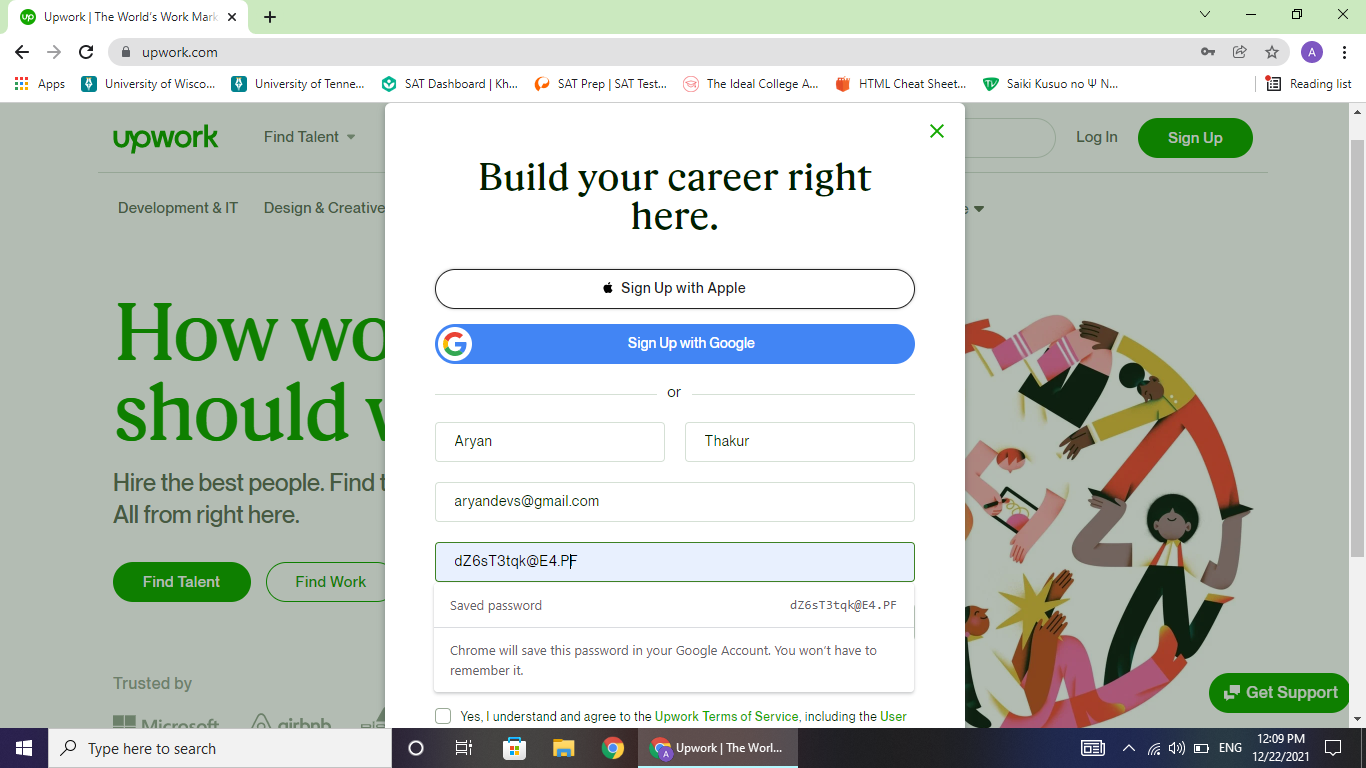 Upwork | The World's Work Mark
upwork.com
A
Apps
University of Wisco...
University of Tenne...
SAT Dashboard | Kh...
SAT Prep | SAT Test...
The Ideal College A...
HTML Cheat Sheet...
Saiki Kusuo no Ψ N...
Reading list
upwork
Find Talent
Log In
Sign Up
Development & IT
Design & Creative
Build your career right
here.
Sign Up with Apple
Sign Up with Google
or
Aryan
Thakur
aryandevs@gmail.com
dZ6sT3tqk@E4.PF
Saved password
dZ6sT3tqk@E4.PF
Chrome will save this password in your Google Account. You won't have to
remember it.
Yes, I understand and agree to the Upwork Terms of Service, including the User
How wo
should w
Hire the best people. Find t
All from right here.
Find Talent
Find Work
Trusted by
Microsoft
airbnb
Get Support
Type here to search
Upwork | The Worl...
ENG
12:09 PM
12/22/2021